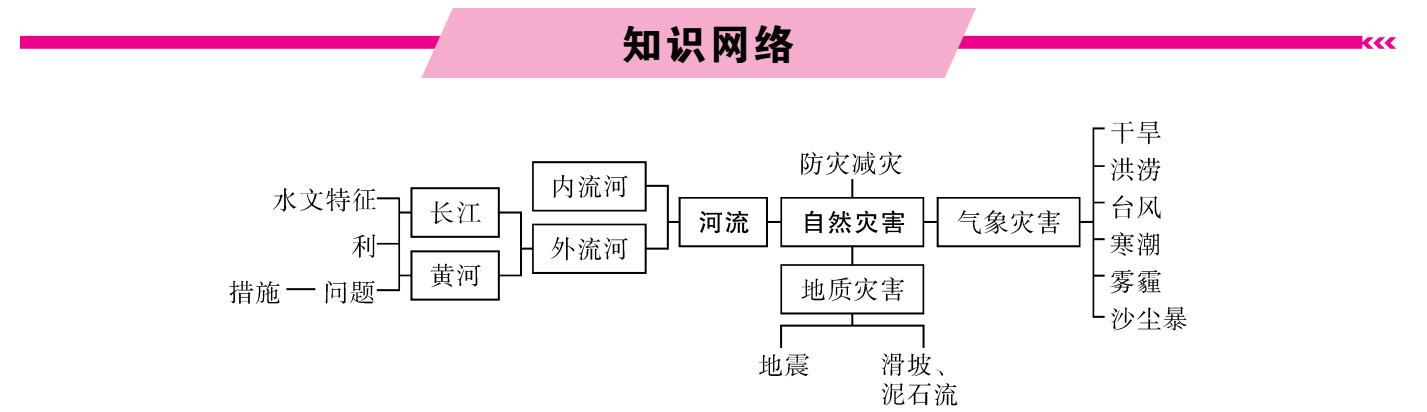 知识网络
水文特征
利
措施
问题
长江
黄河
内流河
外流河
河流
防灾减灾
自然灾害
地质灾害
地震
滑坡、
泥石流
气象灾害
干旱
洪涝
台风
寒潮
雾霾
沙尘暴